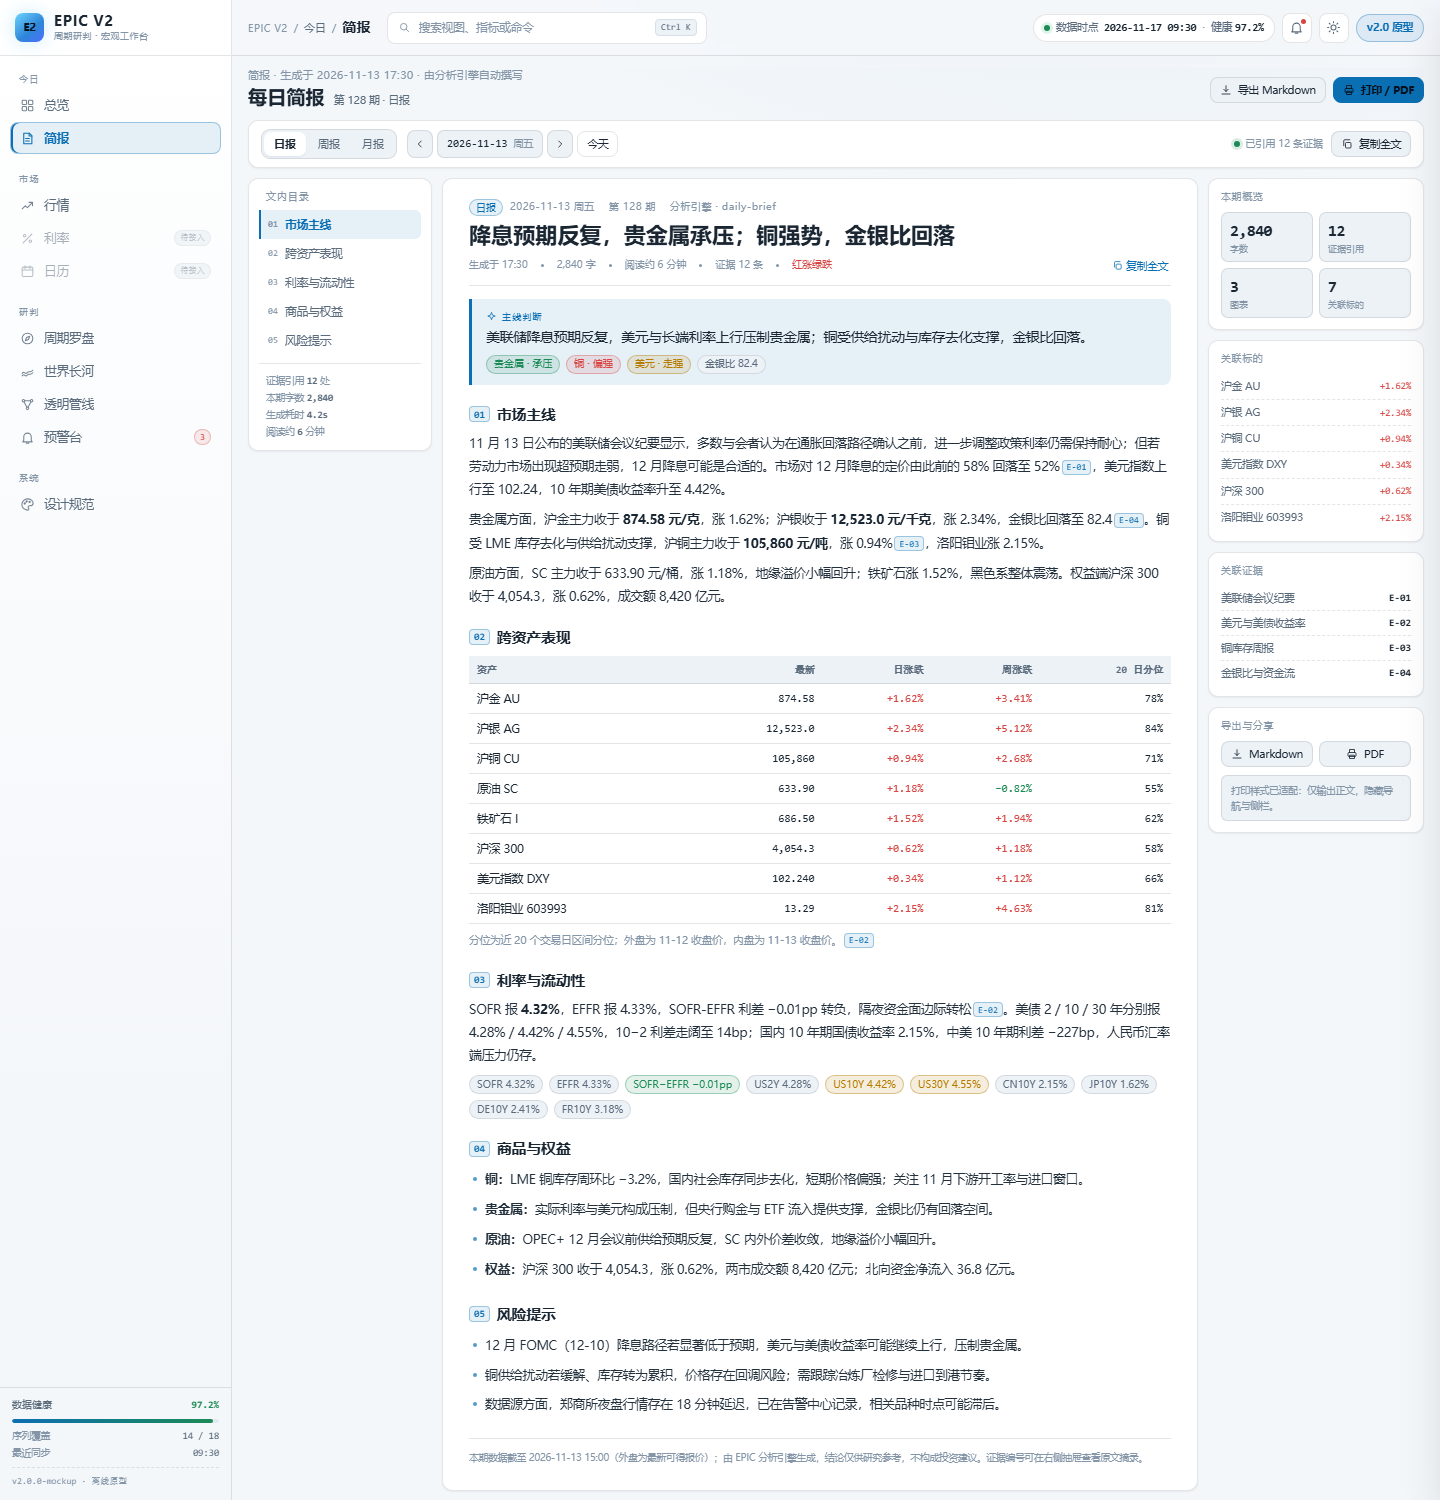 E2
EPIC V2
周期研判 · 宏观工作台
今日
总览
简报
市场
行情
利率
待接入
日历
待接入
研判
周期罗盘
世界长河
透明管线
预警台
3
系统
设计规范
数据健康 97.2%
序列覆盖 14 / 18
最近同步 09:30
v2.0.0-mockup · 离线原型
EPIC V2 / 今日 / 简报
搜索视图、指标或命令 Ctrl K
数据时点 2026-11-17 09:30 · 健康 97.2%
v2.0 原型
简报 · 生成于 2026-11-13 17:30 · 由分析引擎自动撰写
每日简报 第 128 期 · 日报
导出 Markdown
打印 / PDF
日报 周报 月报
2026-11-13 周五
今天
已引用 12 条证据
复制全文
文内目录
01 市场主线
02 跨资产表现
03 利率与流动性
04 商品与权益
05 风险提示
证据引用 12 处
本期字数 2,840
生成耗时 4.2s
阅读约 6 分钟
日报 2026-11-13 周五 第 128 期 分析引擎 · daily-brief
降息预期反复，贵金属承压；铜强势，金银比回落
生成于 17:30 • 2,840 字 • 阅读约 6 分钟 • 证据 12 条 • 红涨绿跌
复制全文
主线判断
美联储降息预期反复，美元与长端利率上行压制贵金属；铜受供给扰动与库存去化支撑，金银比回落。
贵金属 · 承压 铜 · 偏强 美元 · 走强 金银比 82.4
01 市场主线
11 月 13 日公布的美联储会议纪要显示，多数与会者认为在通胀回落路径确认之前，进一步调整政策利率仍需保持耐心；但若
劳动力市场出现超预期走弱，12 月降息可能是合适的。市场对 12 月降息的定价由此前的 58% 回落至 52% E-01，美元指数上
行至 102.24，10 年期美债收益率升至 4.42%。
贵金属方面，沪金主力收于 874.58 元/克，涨 1.62%；沪银收于 12,523.0 元/千克，涨 2.34%，金银比回落至 82.4 E-04。铜
受 LME 库存去化与供给扰动支撑，沪铜主力收于 105,860 元/吨，涨 0.94% E-03，洛阳钼业涨 2.15%。
原油方面，SC 主力收于 633.90 元/桶，涨 1.18%，地缘溢价小幅回升；铁矿石涨 1.52%，黑色系整体震荡。权益端沪深 300
收于 4,054.3，涨 0.62%，成交额 8,420 亿元。
02 跨资产表现
资产 最新 日涨跌 周涨跌 20 日分位
沪金 AU 874.58 +1.62% +3.41% 78%
沪银 AG 12,523.0 +2.34% +5.12% 84%
沪铜 CU 105,860 +0.94% +2.68% 71%
原油 SC 633.90 +1.18% −0.82% 55%
铁矿石 I 686.50 +1.52% +1.94% 62%
沪深 300 4,054.3 +0.62% +1.18% 58%
美元指数 DXY 102.240 +0.34% +1.12% 66%
洛阳钼业 603993 13.29 +2.15% +4.63% 81%
分位为近 20 个交易日区间分位；外盘为 11-12 收盘价，内盘为 11-13 收盘价。 E-02
03 利率与流动性
SOFR 报 4.32%，EFFR 报 4.33%，SOFR-EFFR 利差 −0.01pp 转负，隔夜资金面边际转松 E-02。美债 2 / 10 / 30 年分别报
4.28% / 4.42% / 4.55%，10−2 利差走阔至 14bp；国内 10 年期国债收益率 2.15%，中美 10 年期利差 −227bp，人民币汇率
端压力仍存。
SOFR 4.32% EFFR 4.33% SOFR−EFFR −0.01pp US2Y 4.28% US10Y 4.42% US30Y 4.55% CN10Y 2.15% JP10Y 1.62%
DE10Y 2.41% FR10Y 3.18%
04 商品与权益
• 铜：LME 铜库存周环比 −3.2%，国内社会库存同步去化，短期价格偏强；关注 11 月下游开工率与进口窗口。
• 贵金属：实际利率与美元构成压制，但央行购金与 ETF 流入提供支撑，金银比仍有回落空间。
• 原油：OPEC+ 12 月会议前供给预期反复，SC 内外价差收敛，地缘溢价小幅回升。
• 权益：沪深 300 收于 4,054.3，涨 0.62%，两市成交额 8,420 亿元；北向资金净流入 36.8 亿元。
05 风险提示
• 12 月 FOMC（12-10）降息路径若显著低于预期，美元与美债收益率可能继续上行，压制贵金属。
• 铜供给扰动若缓解、库存转为累积，价格存在回调风险；需跟踪冶炼厂检修与进口到港节奏。
• 数据源方面，郑商所夜盘行情存在 18 分钟延迟，已在告警中心记录，相关品种时点可能滞后。
本期数据截至 2026-11-13 15:00（外盘为最新可得报价）；由 EPIC 分析引擎生成，结论仅供研究参考，不构成投资建议。证据编号可在右侧抽屉查看原文摘录。
本期概览
2,840 字数
12 证据引用
3 图表
7 关联标的
关联标的
沪金 AU +1.62%
沪银 AG +2.34%
沪铜 CU +0.94%
美元指数 DXY +0.34%
沪深 300 +0.62%
洛阳钼业 603993 +2.15%
关联证据
美联储会议纪要 E-01
美元与美债收益率 E-02
铜库存周报 E-03
金银比与资金流 E-04
导出与分享
Markdown
PDF
打印样式已适配：仅输出正文，隐藏导
航与侧栏。